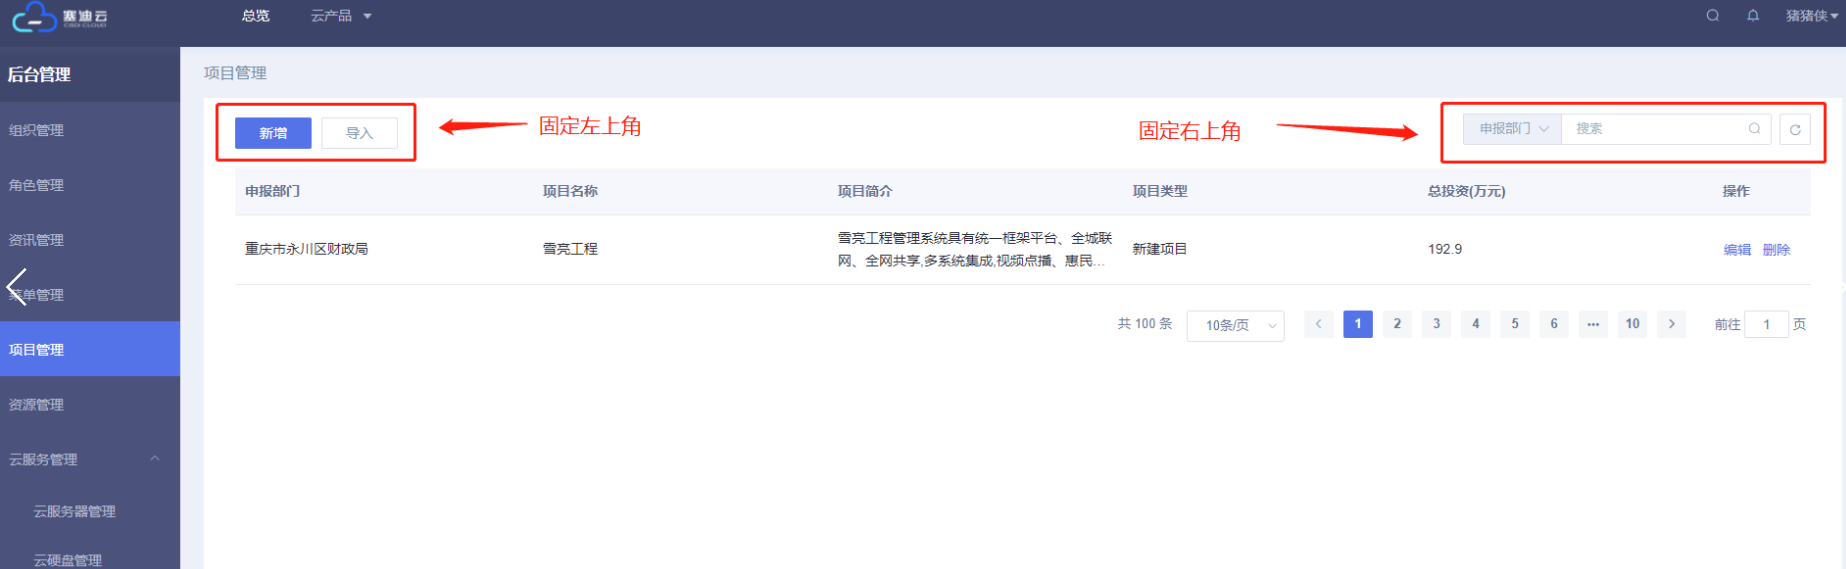 塞迪云
CISDI CLOUD
总览
云产品
猪猪侠
后台管理
组织管理
角色管理
资讯管理
菜单管理
项目管理
资源管理
云服务管理
云服务器管理
云硬盘管理
项目管理
新增
导入
固定左上角
固定右上角
申报部门
搜索
申报部门
项目名称
项目简介
项目类型
总投资(万元)
操作
重庆市永川区财政局
雪亮工程
雪亮工程管理系统具有统一框架平台、全城联
网、全网共享,多系统集成,视频点播、惠民...
新建项目
192.9
编辑
删除
共 100 条
10条/页
1
2
3
4
5
6
•••
10
前往
1
页